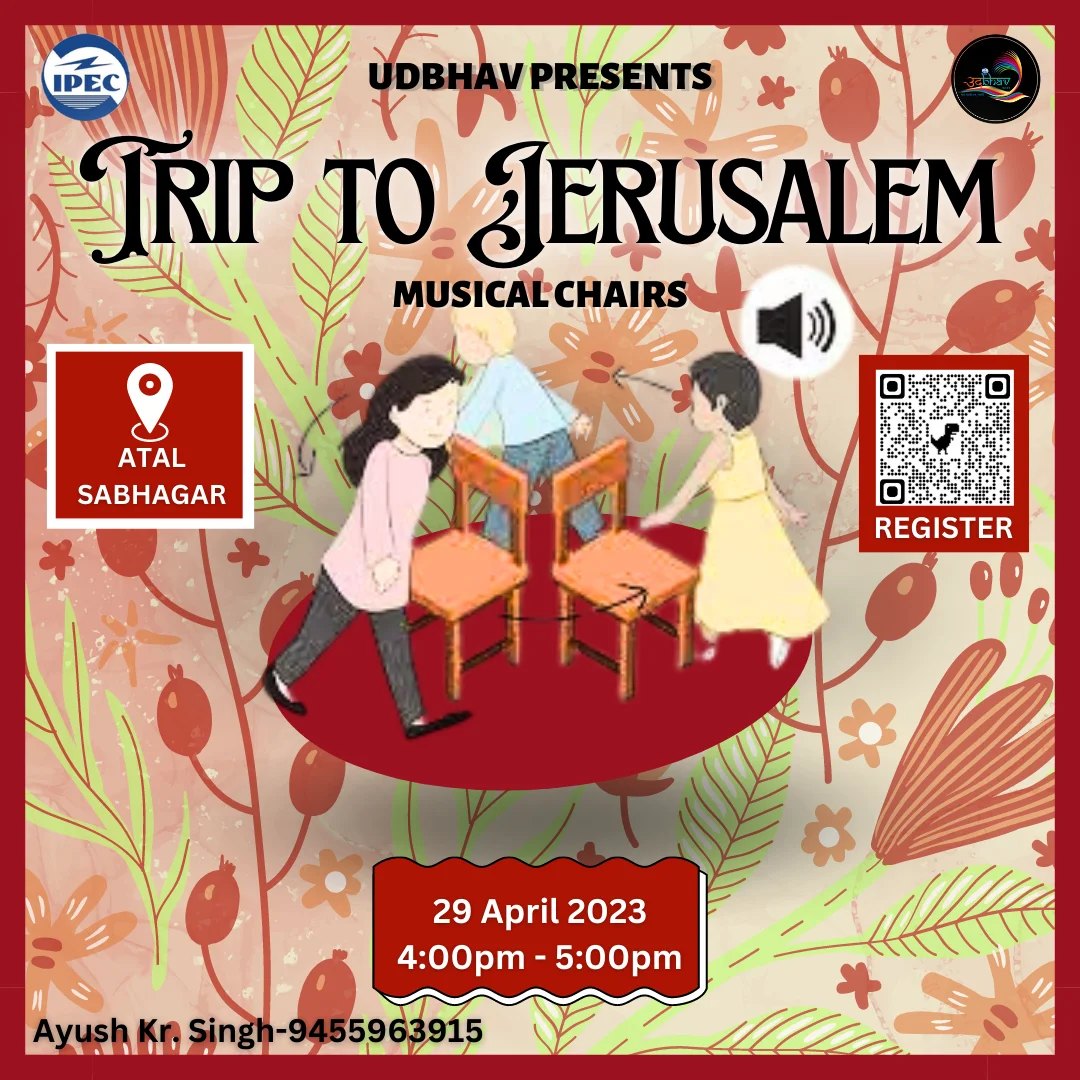 IPEC
UDBHAV PRESENTS
उदbhav
TRIP TO JERUSALEM
MUSICAL CHAIRS
ATAL
SABHAGAR
REGISTER
29 April 2023
4:00pm - 5:00pm
Ayush Kr. Singh-9455963915